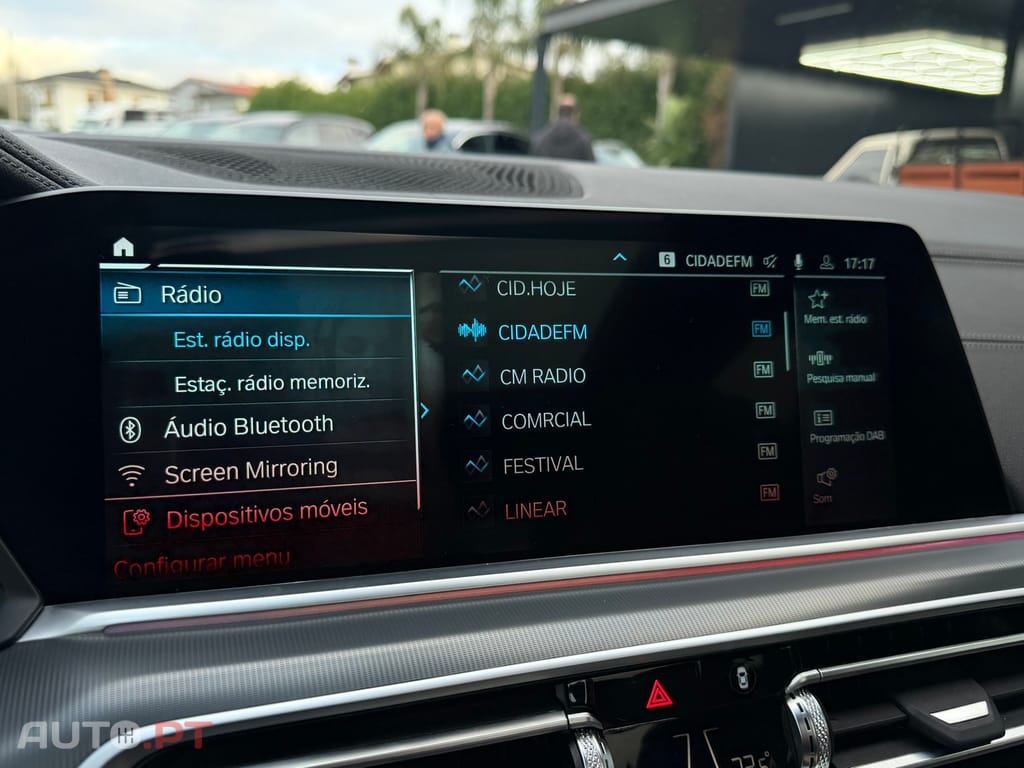 6 CIDADEFM 17:17
Rádio
Est. rádio disp.
Estaç. rádio memoriz.
Áudio Bluetooth
Screen Mirroring
Dispositivos móveis
Configurar menu
CID.HOJE FM
CIDADEFM FM
CM RADIO FM
COMRCIAL FM
FESTIVAL FM
LINEAR FM
Mem. est. rádio
Pesquisa manual
Programação DAB
Som
AUTO.PT